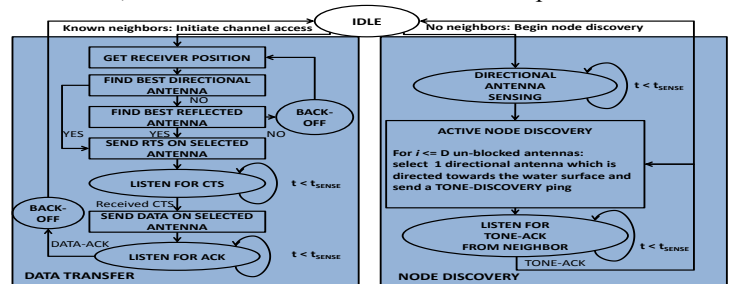 IDLE
Known neighbors: Initiate channel access
No neighbors: Begin node discovery
GET RECEIVER POSITION
FIND BEST DIRECTIONAL
ANTENNA
NO
FIND BEST REFLECTED
ANTENNA
BACK-
OFF
YES
YES
NO
SEND RTS ON SELECTED
ANTENNA
LISTEN FOR CTS
t < tSENSE
Received CTS
BACK-
OFF
SEND DATA ON SELECTED
ANTENNA
DATA-ACK
LISTEN FOR ACK
t < tSENSE
DATA TRANSFER
DIRECTIONAL
ANTENNA
SENSING
t < tSENSE
ACTIVE NODE DISCOVERY
For i <= D un-blocked antennas:
select 1 directional antenna which is
directed towards the water surface and
send a TONE-DISCOVERY ping
LISTEN FOR
TONE-ACK
FROM NEIGHBOR
t < tSENSE
TONE-ACK
NODE DISCOVERY